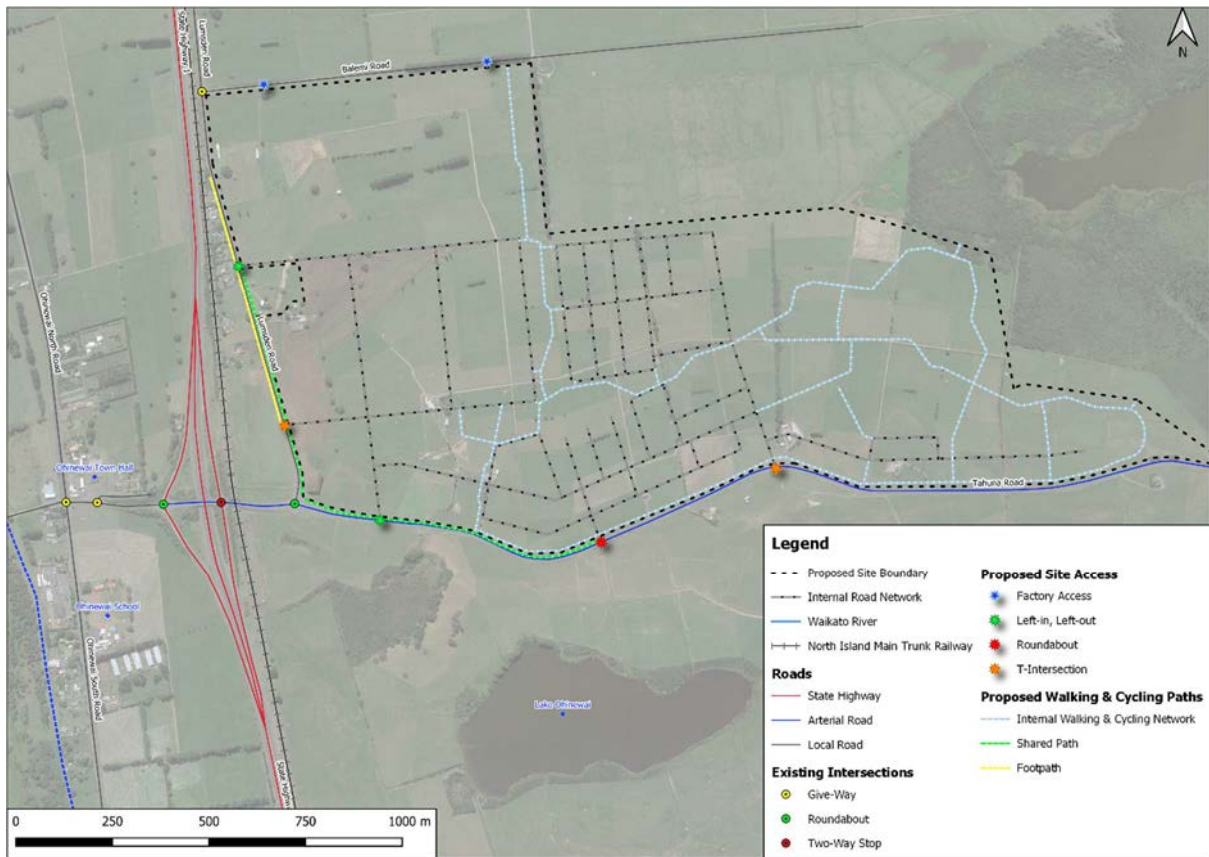 State Highway 1
Lumsden Road
Balemi Road
N
Ohinewai North Road
Lumsden Road
Ohinewai Town Hall
Tahuna Road
Ohinewai School
Ohinewai South Road
Lake Ohinewai
State Highw
0 250 500 750 1000 m
Legend
Proposed Site Boundary
Internal Road Network
Waikato River
North Island Main Trunk Railway
Roads
State Highway
Arterial Road
Local Road
Existing Intersections
Give-Way
Roundabout
Two-Way Stop
Proposed Site Access
Factory Access
Left-in, Left-out
Roundabout
T-Intersection
Proposed Walking & Cycling Paths
Internal Walking & Cycling Network
Shared Path
Footpath